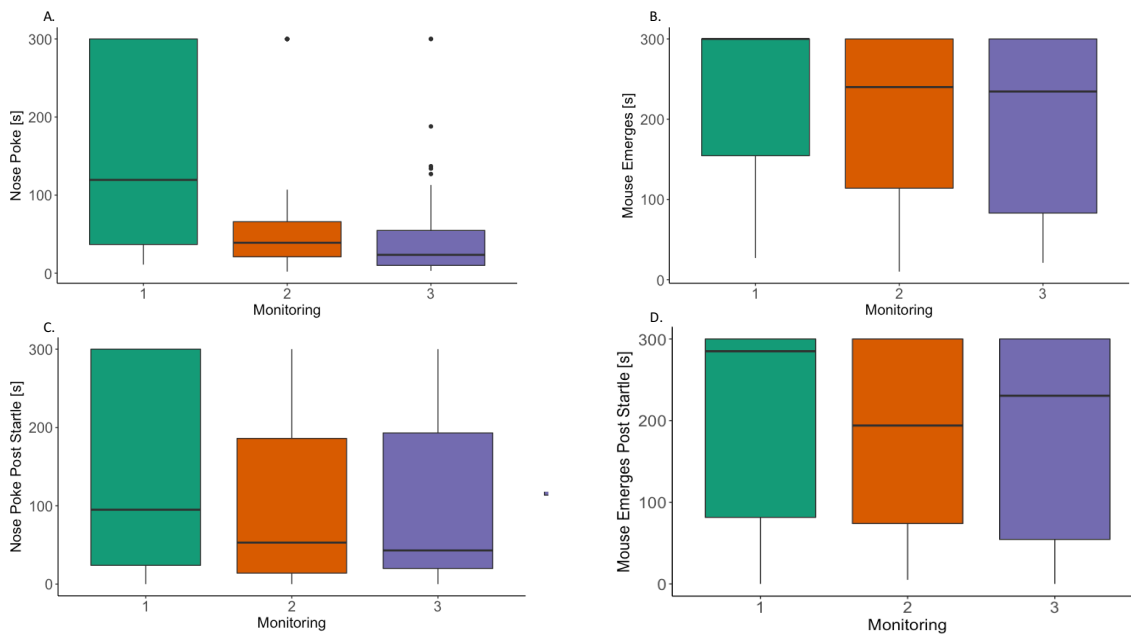 A.
Nose Poke [s]
300
200
100
0
1 2 3
Monitoring
B.
Mouse Emerges [s]
300
200
100
0
1 2 3
Monitoring
C.
Nose Poke Post Startle [s]
300
200
100
0
1 2 3
Monitoring
D.
Mouse Emerges Post Startle [s]
300
200
100
0
1 2 3
Monitoring